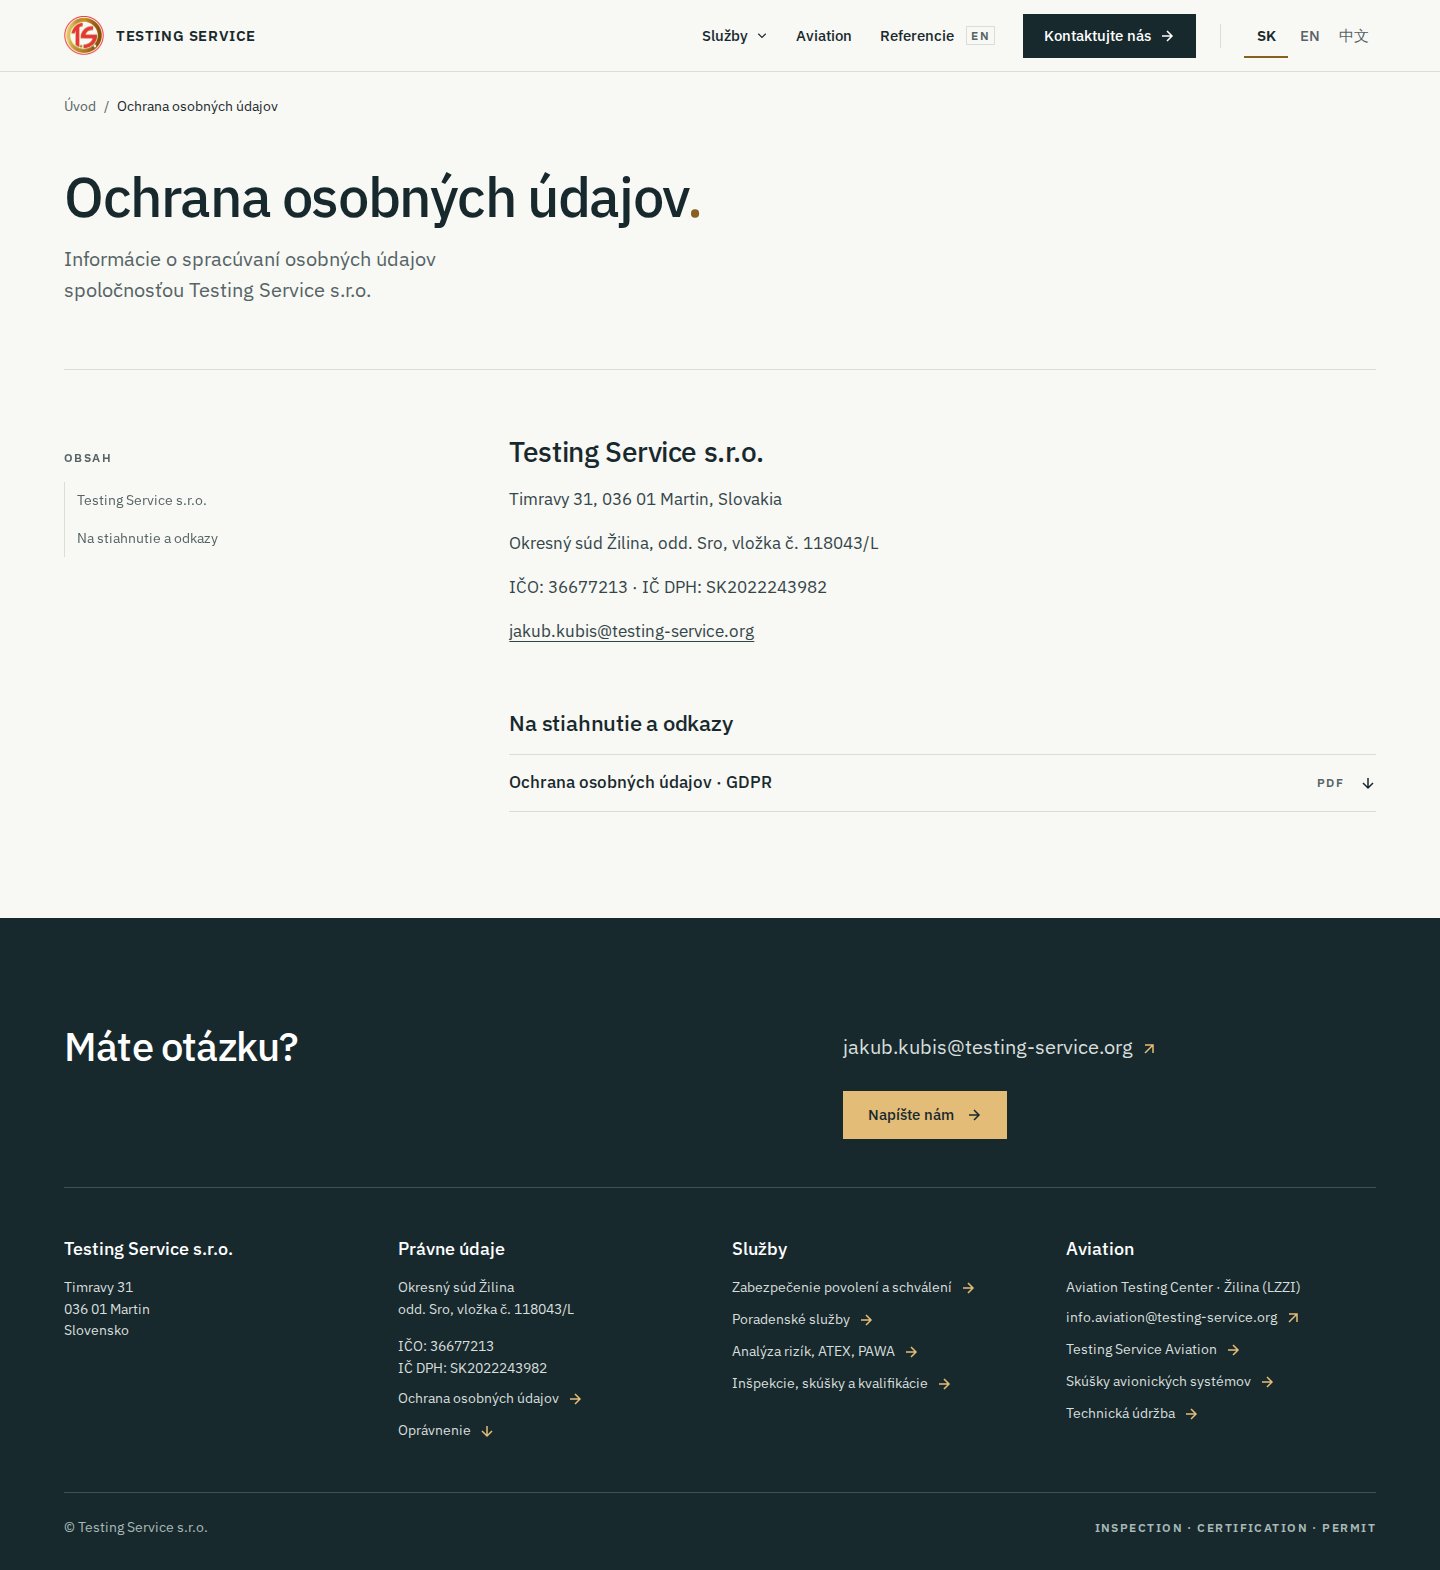 TESTING SERVICE
Služby
Aviation
Referencie EN
Kontaktujte nás
SK EN 中文
Úvod / Ochrana osobných údajov
Ochrana osobných údajov.
Informácie o spracúvaní osobných údajov
spoločnosťou Testing Service s.r.o.
OBSAH
Testing Service s.r.o.
Na stiahnutie a odkazy
Testing Service s.r.o.
Timravy 31, 036 01 Martin, Slovakia
Okresný súd Žilina, odd. Sro, vložka č. 118043/L
IČO: 36677213 · IČ DPH: SK2022243982
jakub.kubis@testing-service.org
Na stiahnutie a odkazy
Ochrana osobných údajov · GDPR PDF
Máte otázku?
jakub.kubis@testing-service.org
Napíšte nám
Testing Service s.r.o.
Timravy 31
036 01 Martin
Slovensko
Právne údaje
Okresný súd Žilina
odd. Sro, vložka č. 118043/L
IČO: 36677213
IČ DPH: SK2022243982
Ochrana osobných údajov
Oprávnenie
Služby
Zabezpečenie povolení a schválení
Poradenské služby
Analýza rizík, ATEX, PAWA
Inšpekcie, skúšky a kvalifikácie
Aviation
Aviation Testing Center · Žilina (LZZI)
info.aviation@testing-service.org
Testing Service Aviation
Skúšky avionických systémov
Technická údržba
© Testing Service s.r.o.
INSPECTION · CERTIFICATION · PERMIT